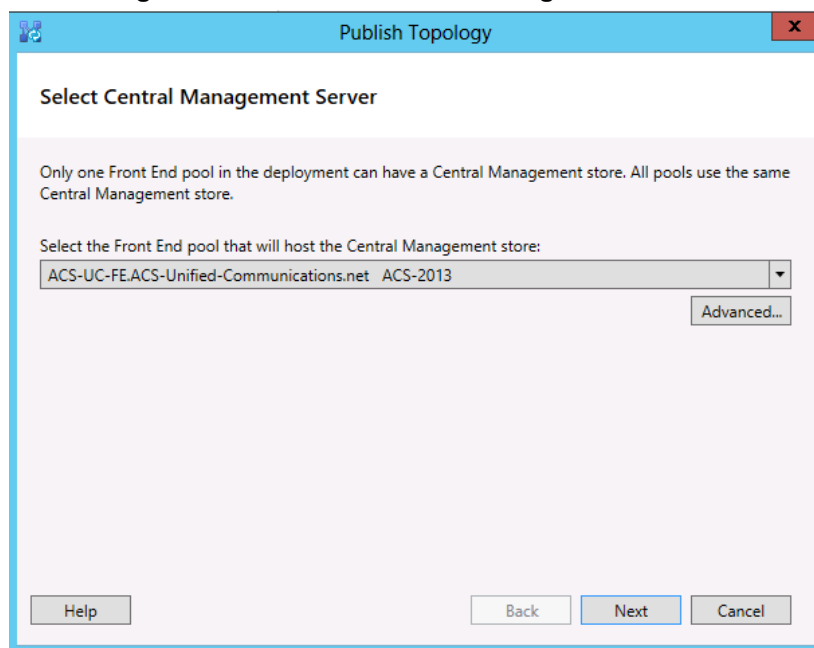 Publish Topology
x
Select Central Management Server
Only one Front End pool in the deployment can have a Central Management store. All pools use the same
Central Management store.
Select the Front End pool that will host the Central Management store:
ACS-UC-FE.ACS-Unified-Communications.net ACS-2013
Advanced...
Help
Back
Next
Cancel